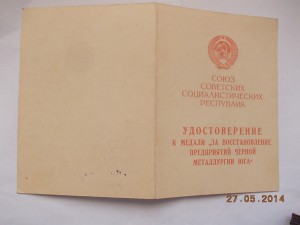 СОЮЗ
СОВЕТСКИХ
СОЦИАЛИСТИЧЕСКИХ
РЕСПУБЛИК
УДОСТОВЕРЕНИЕ
К МЕДАЛИ „ЗА ВОССТАНОВЛЕНИЕ
ПРЕДПРИЯТИЙ ЧЕРНОЙ
МЕТАЛЛУРГИИ ЮГА“
27.05.2014